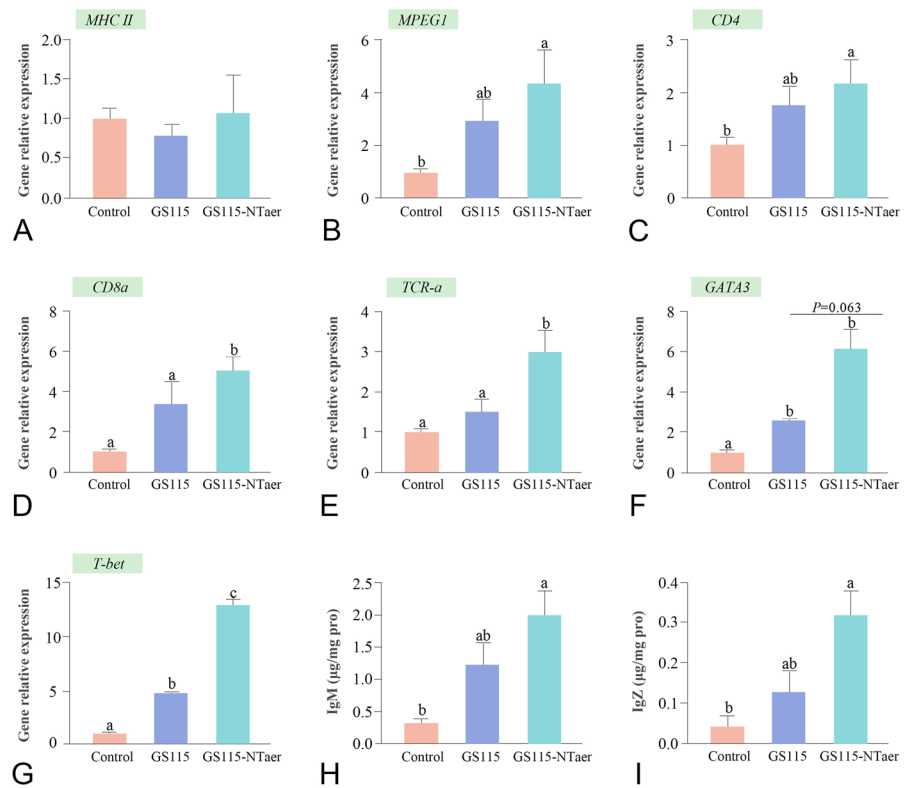 MHC II
Gene relative expression
2.0
1.5
1.0
0.5
0.0
Control GS115 GS115-NTaer
A
MPEG1
Gene relative expression
6
4
2
0
b
ab
a
Control GS115 GS115-NTaer
B
CD4
Gene relative expression
3
2
1
0
b
ab
a
Control GS115 GS115-NTaer
C
CD8a
Gene relative expression
8
6
4
2
0
a
a
b
Control GS115 GS115-NTaer
D
TCR-a
Gene relative expression
4
3
2
1
0
a
a
b
Control GS115 GS115-NTaer
E
GATA3
Gene relative expression
8
6
4
2
0
P=0.063
a
b
b
Control GS115 GS115-NTaer
F
T-bet
Gene relative expression
15
10
5
0
a
b
c
Control GS115 GS115-NTaer
G
IgM (μg/mg pro)
2.5
2.0
1.5
1.0
0.5
0.0
b
ab
a
Control GS115 GS115-NTaer
H
IgZ (μg/mg pro)
0.4
0.3
0.2
0.1
0.0
b
ab
a
Control GS115 GS115-NTaer
I